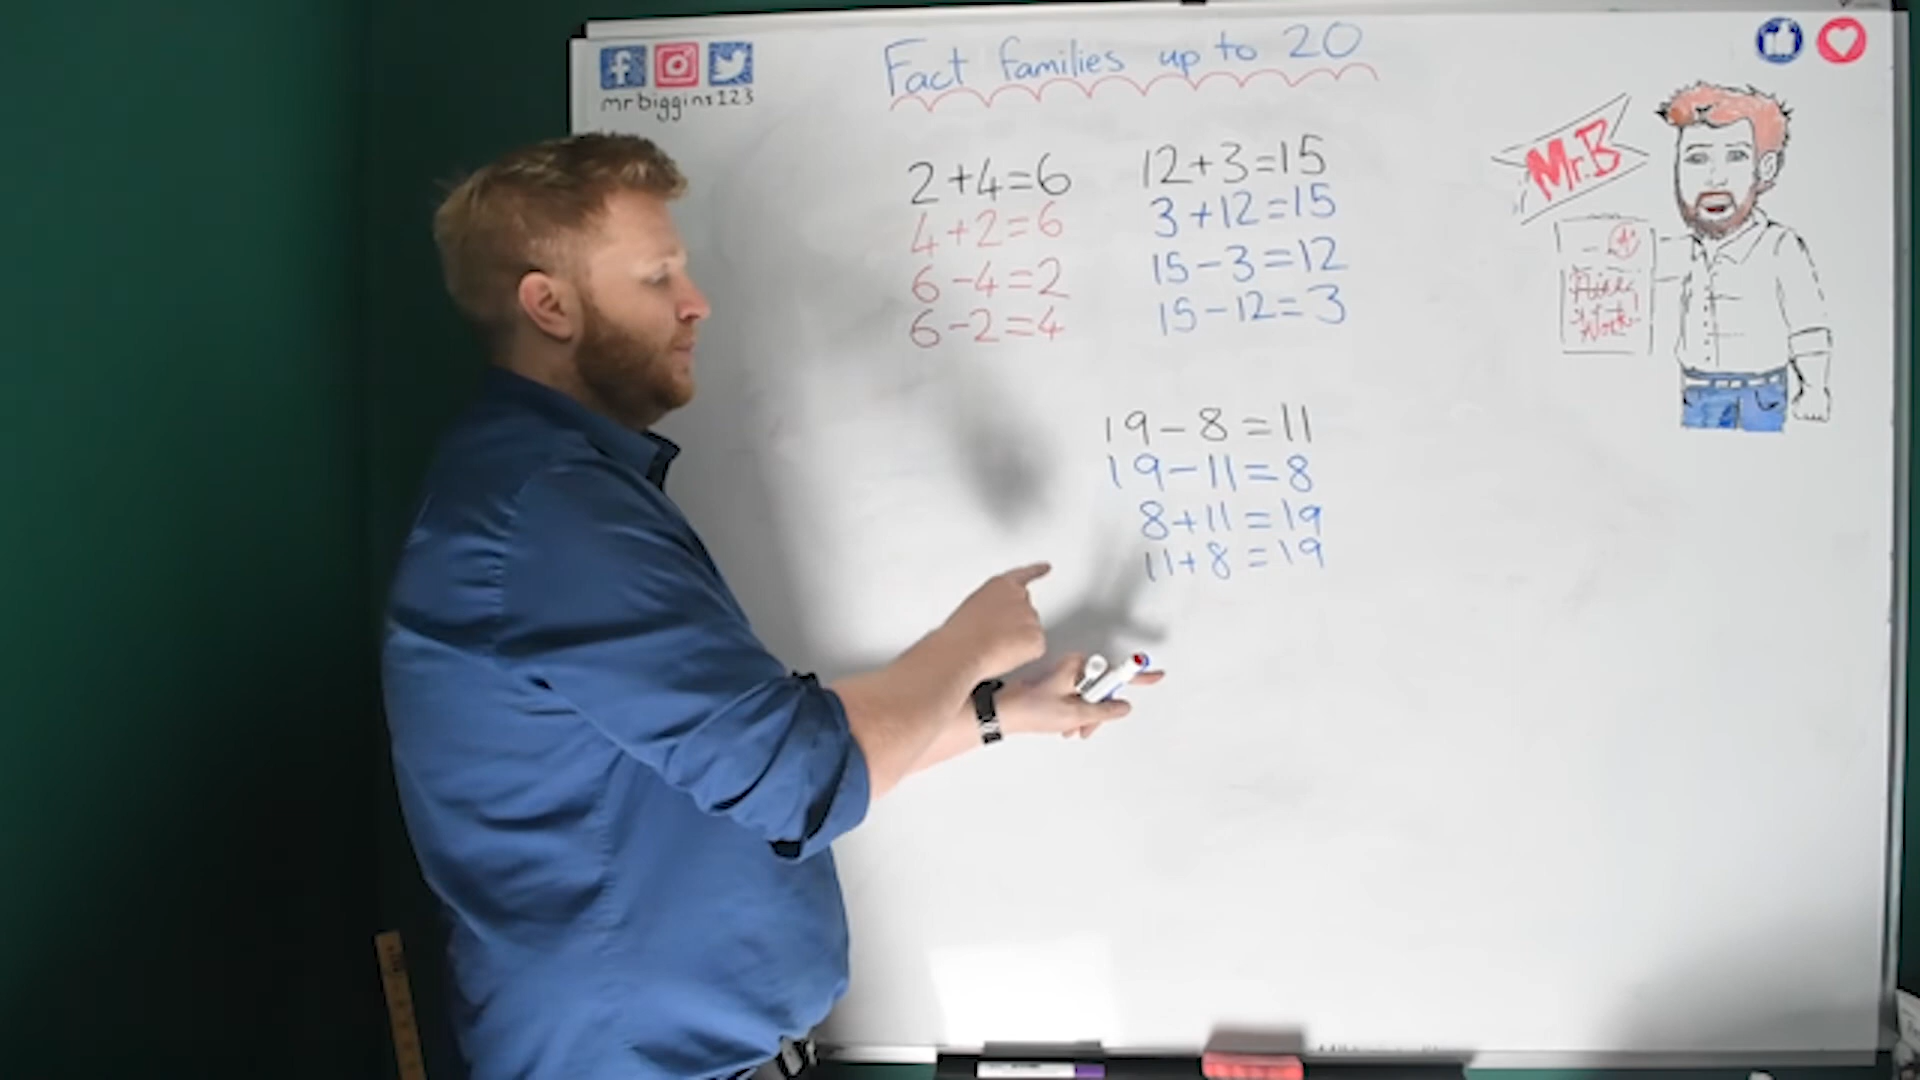 Fact families up to 20
mrbiggins123
2+4=6
4+2=6
6-4=2
6-2=4
12+3=15
3+12=15
15-3=12
15-12=3
19-8=11
19-11=8
8+11=19
11+8=19
Mr.B
A+
Work